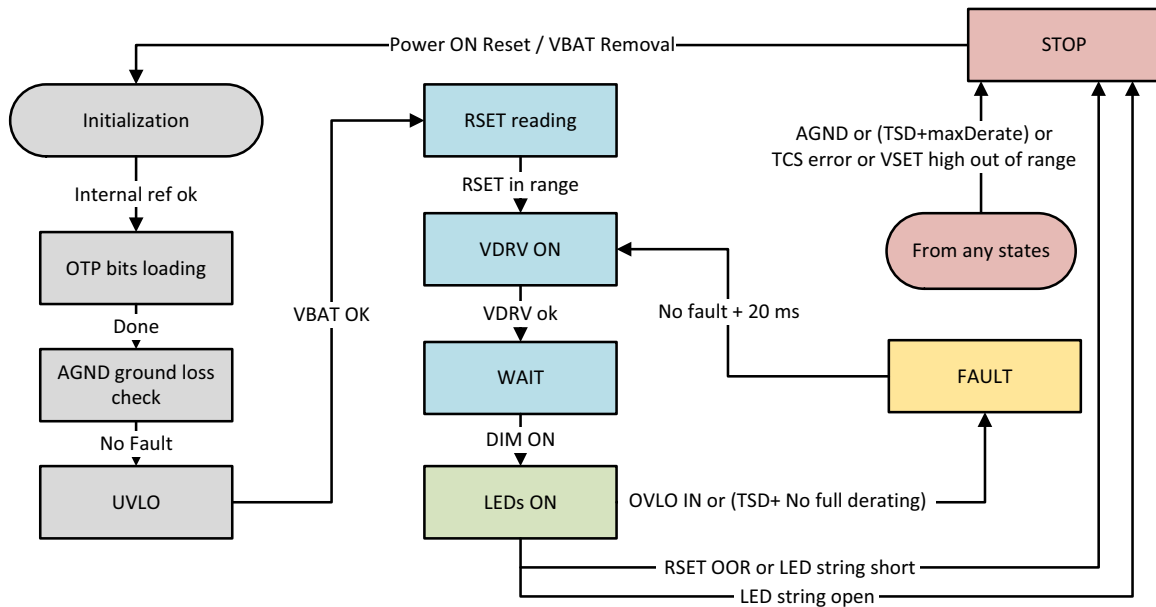 Power ON Reset / VBAT Removal
STOP
Initialization
RSET reading
AGND or (TSD+maxDerate) or
TCS error or VSET high out of range
Internal ref ok
RSET in range
OTP bits loading
VDRV ON
From any states
VBAT OK
No fault + 20 ms
Done
VDRV ok
AGND ground loss
check
WAIT
FAULT
No Fault
DIM ON
UVLO
LEDs ON
OVLO IN or (TSD+ No full derating)
RSET OOR or LED string short
LED string open